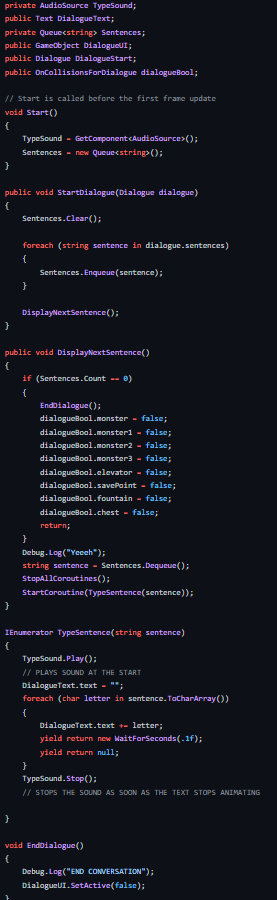 private AudioSource TypeSound;
public Text DialogueText;
private Queue<string> Sentences;
public GameObject DialogueUI;
public Dialogue DialogueStart;
public OnCollisionsForDialogue dialogueBool;

// Start is called before the first frame update
void Start()
{
    TypeSound = GetComponent<AudioSource>();
    Sentences = new Queue<string>();
}

public void StartDialogue(Dialogue dialogue)
{
    Sentences.Clear();

    foreach (string sentence in dialogue.sentences)
    {
        Sentences.Enqueue(sentence);
    }

    DisplayNextSentence();
}

public void DisplayNextSentence()
{
    if (Sentences.Count == 0)
    {
        EndDialogue();
        dialogueBool.monster = false;
        dialogueBool.monster1 = false;
        dialogueBool.monster2 = false;
        dialogueBool.monster3 = false;
        dialogueBool.elevator = false;
        dialogueBool.savePoint = false;
        dialogueBool.fountain = false;
        dialogueBool.chest = false;
        return;
    }
    Debug.Log("Yeeeh");
    string sentence = Sentences.Dequeue();
    StopAllCoroutines();
    StartCoroutine(TypeSentence(sentence));
}

IEnumerator TypeSentence(string sentence)
{
    TypeSound.Play();
    // PLAYS SOUND AT THE START
    DialogueText.text = "";
    foreach (char letter in sentence.ToCharArray())
    {
        DialogueText.text += letter;
        yield return new WaitForSeconds(.1f);
        yield return null;
    }
    TypeSound.Stop();
    // STOPS THE SOUND AS SOON AS THE TEXT STOPS ANIMATING

}

void EndDialogue()
{
    Debug.Log("END CONVERSATION");
    DialogueUI.SetActive(false);
}